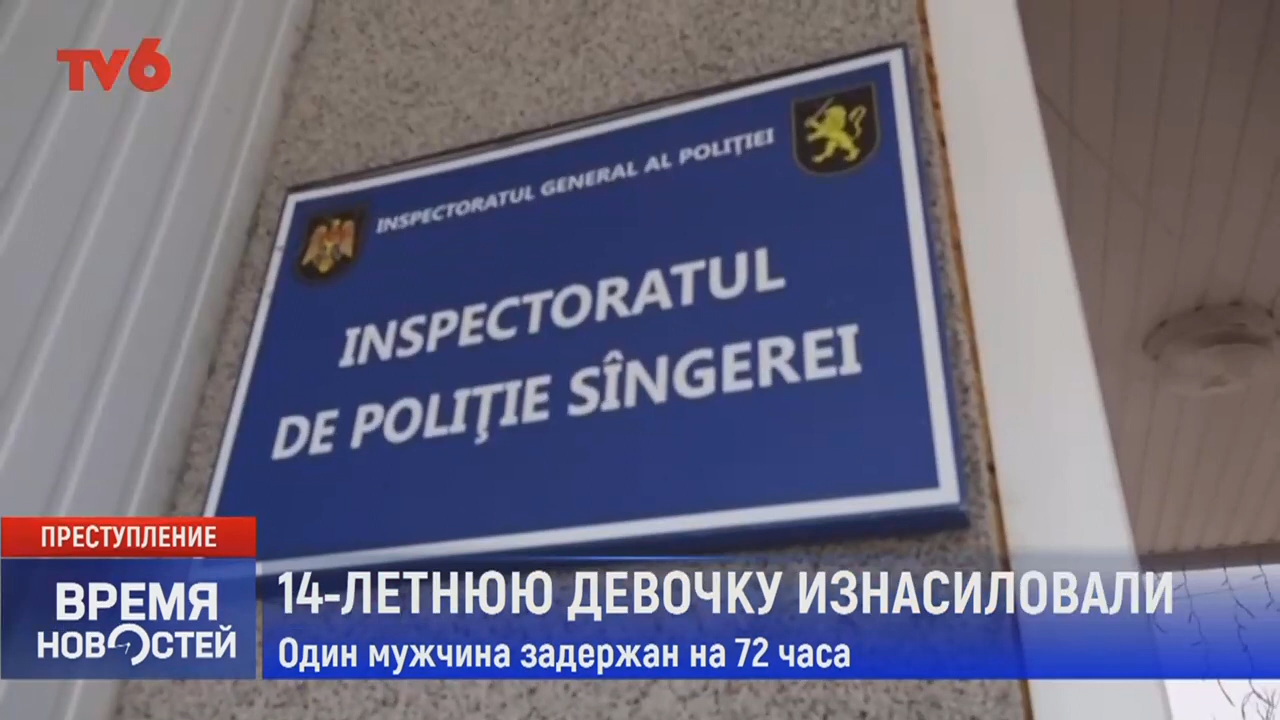 TV6
INSPECTORATUL GENERAL AL POLIȚIEI
INSPECTORATUL
DE POLIȚIE SÎNGEREI
ПРЕСТУПЛЕНИЕ
ВРЕМЯ
НОВОСТЕЙ
14-ЛЕТНЮЮ ДЕВОЧКУ ИЗНАСИЛОВАЛИ
Один мужчина задержан на 72 часа